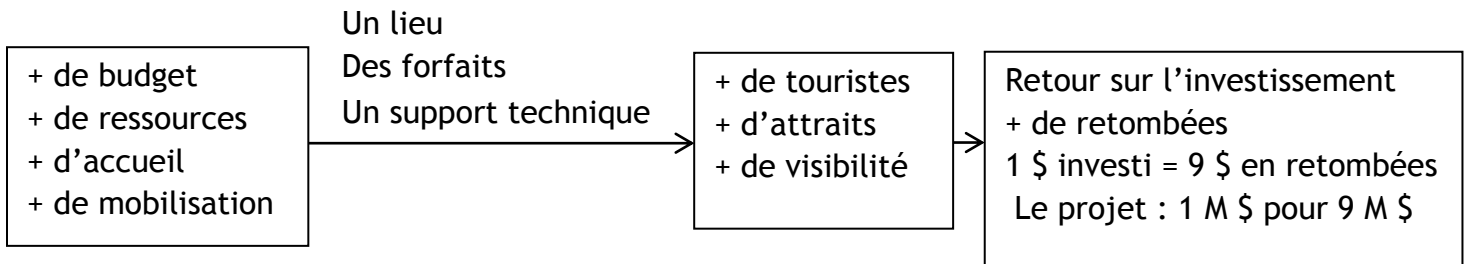 + de budget
+ de ressources
+ d’accueil
+ de mobilisation
Un lieu
Des forfaits
Un support technique
+ de touristes
+ d’attraits
+ de visibilité
Retour sur l’investissement
+ de retombées
1 $ investi = 9 $ en retombées
Le projet : 1 M $ pour 9 M $